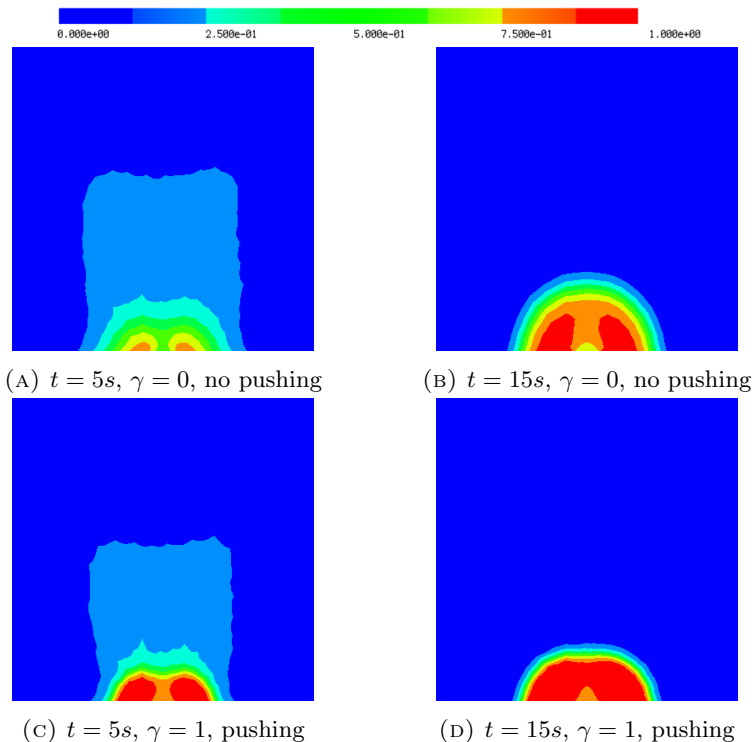 0.000e+00 2.500e-01 5.000e-01 7.500e-01 1.000e+00
(A) t = 5s, γ = 0, no pushing
(B) t = 15s, γ = 0, no pushing
(C) t = 5s, γ = 1, pushing
(D) t = 15s, γ = 1, pushing